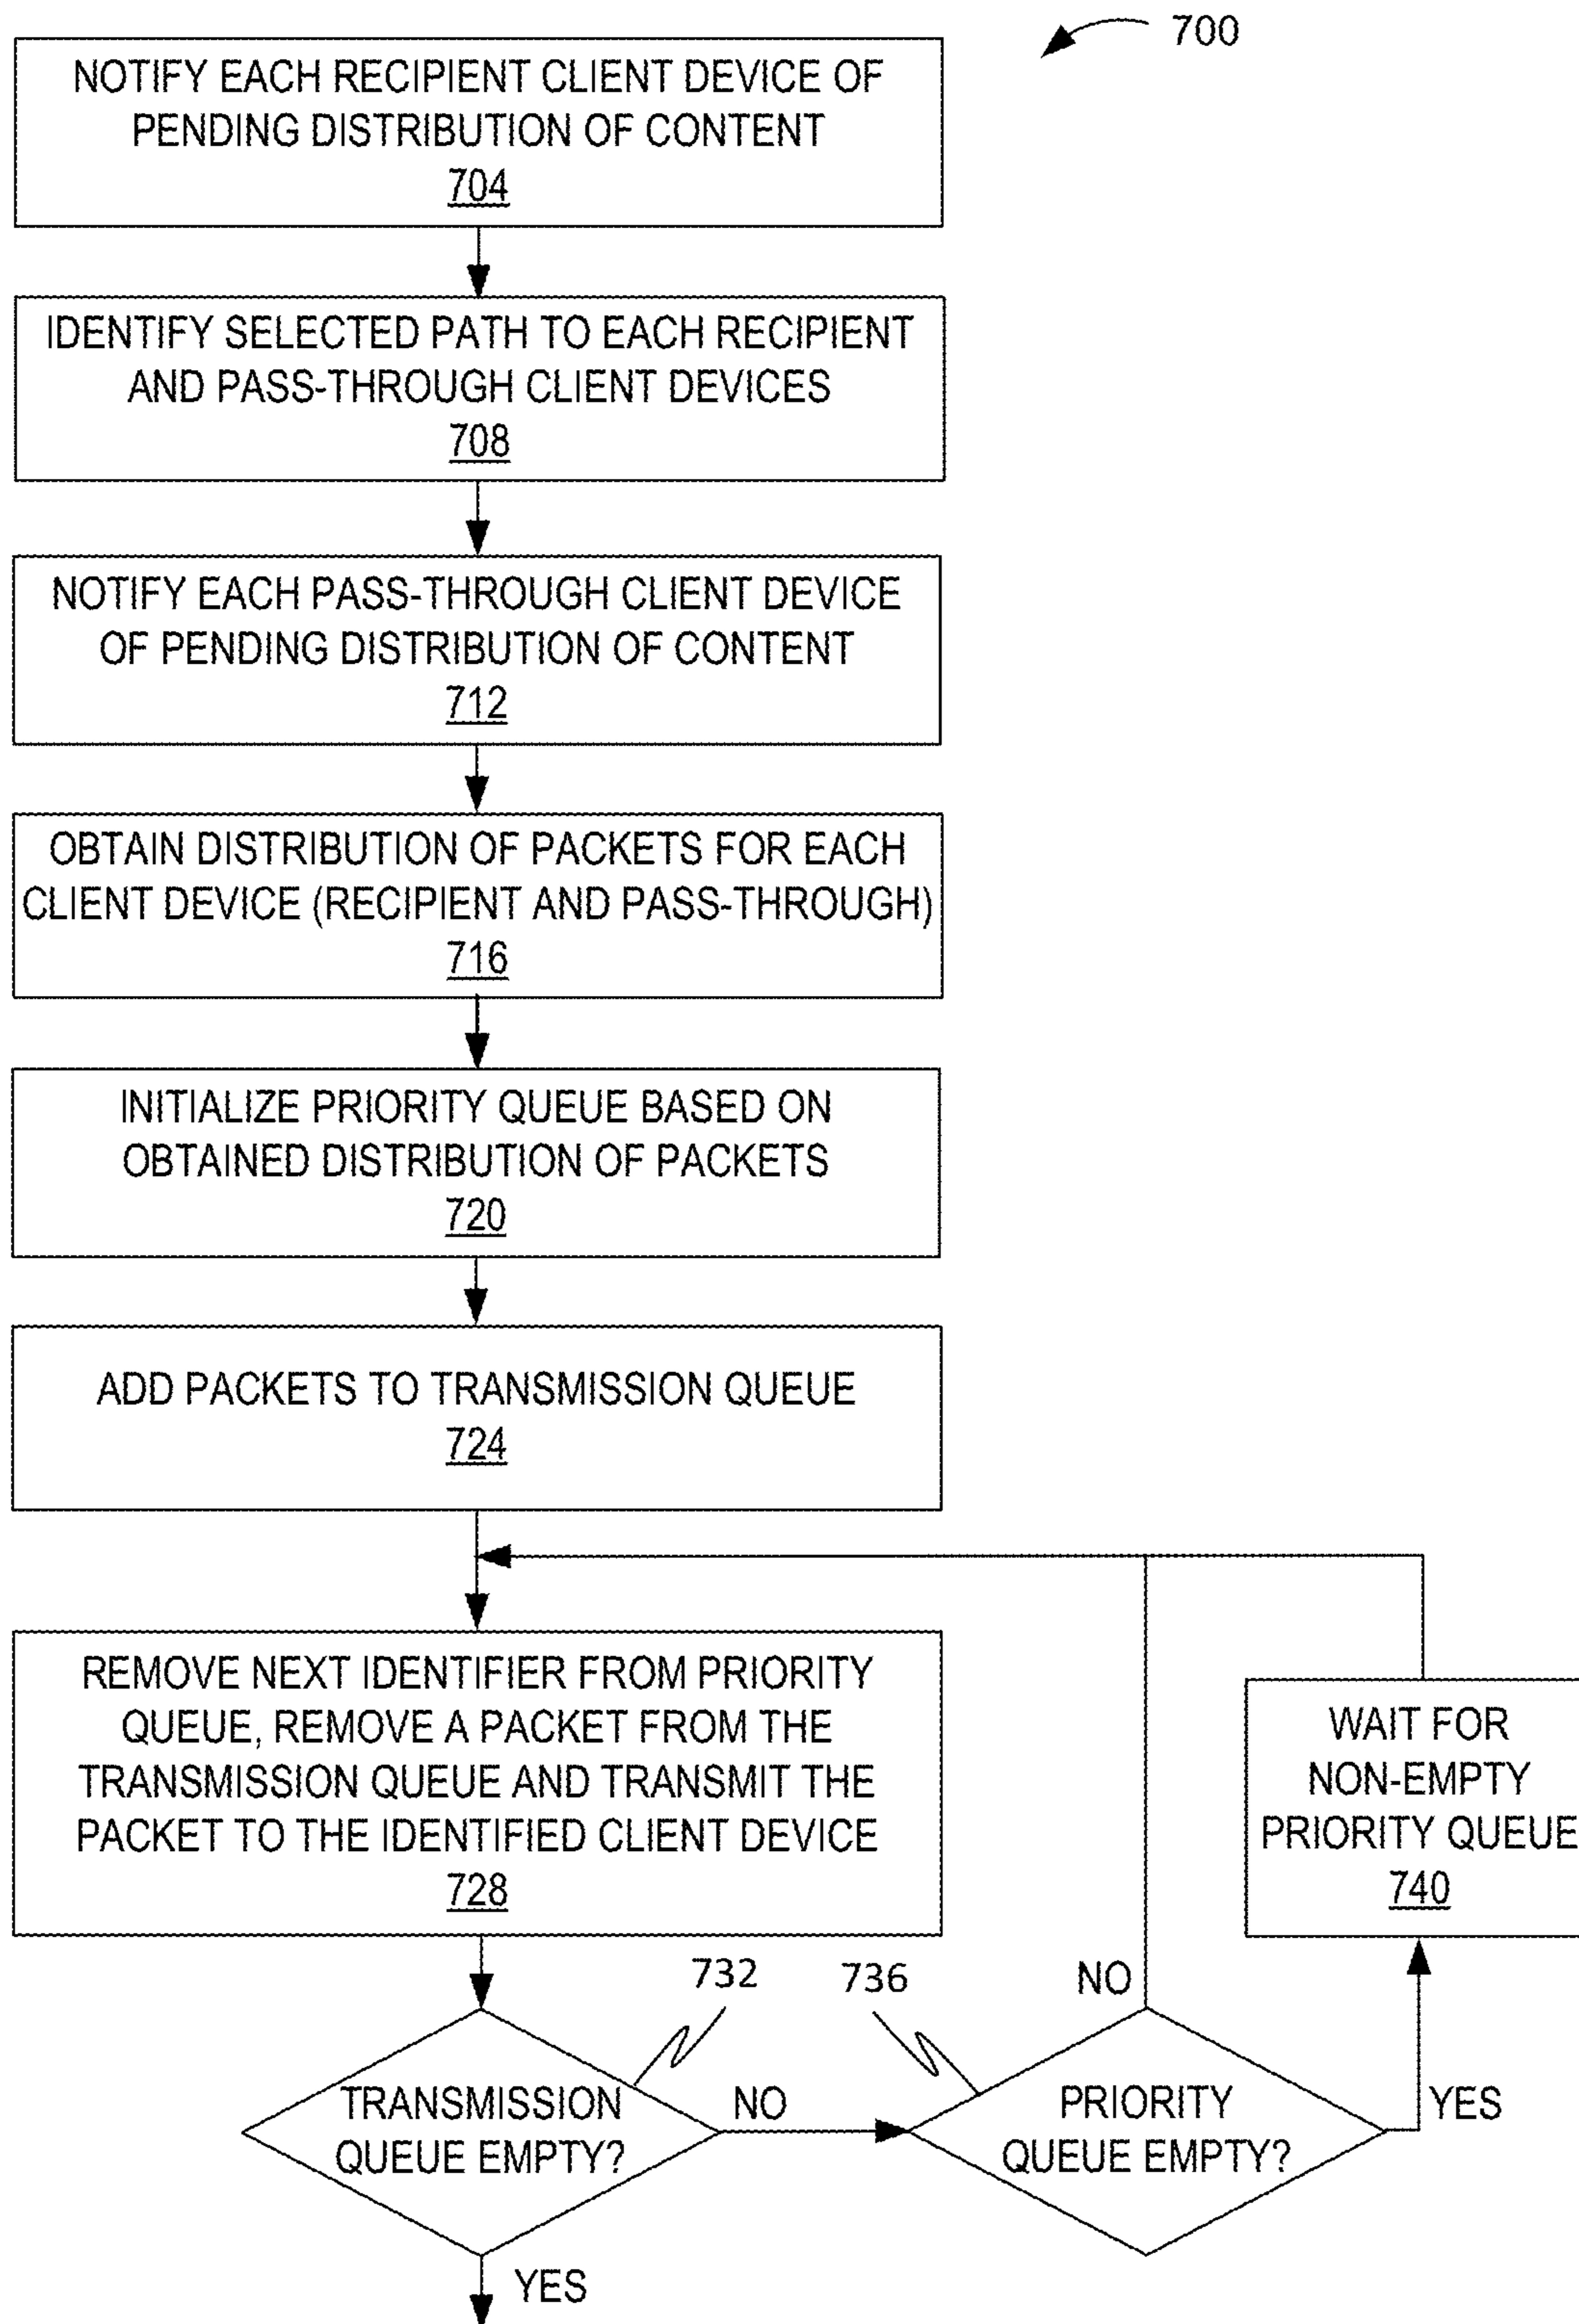 700
NOTIFY EACH RECIPIENT CLIENT DEVICE OF
PENDING DISTRIBUTION OF CONTENT
704
IDENTIFY SELECTED PATH TO EACH RECIPIENT
AND PASS-THROUGH CLIENT DEVICES
708
NOTIFY EACH PASS-THROUGH CLIENT DEVICE
OF PENDING DISTRIBUTION OF CONTENT
712
OBTAIN DISTRIBUTION OF PACKETS FOR EACH
CLIENT DEVICE (RECIPIENT AND PASS-THROUGH)
716
INITIALIZE PRIORITY QUEUE BASED ON
OBTAINED DISTRIBUTION OF PACKETS
720
ADD PACKETS TO TRANSMISSION QUEUE
724
REMOVE NEXT IDENTIFIER FROM PRIORITY
QUEUE, REMOVE A PACKET FROM THE
TRANSMISSION QUEUE AND TRANSMIT THE
PACKET TO THE IDENTIFIED CLIENT DEVICE
728
WAIT FOR
NON-EMPTY
PRIORITY QUEUE
740
732
736
NO
TRANSMISSION
QUEUE EMPTY?
NO
PRIORITY
QUEUE EMPTY?
YES
YES